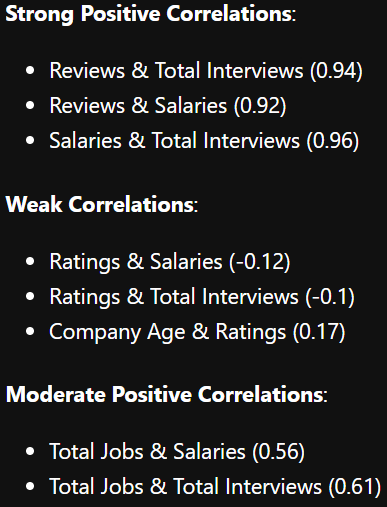 Strong Positive Correlations:
• Reviews & Total Interviews (0.94)
• Reviews & Salaries (0.92)
• Salaries & Total Interviews (0.96)
Weak Correlations:
• Ratings & Salaries (-0.12)
• Ratings & Total Interviews (-0.1)
• Company Age & Ratings (0.17)
Moderate Positive Correlations:
• Total Jobs & Salaries (0.56)
• Total Jobs & Total Interviews (0.61)